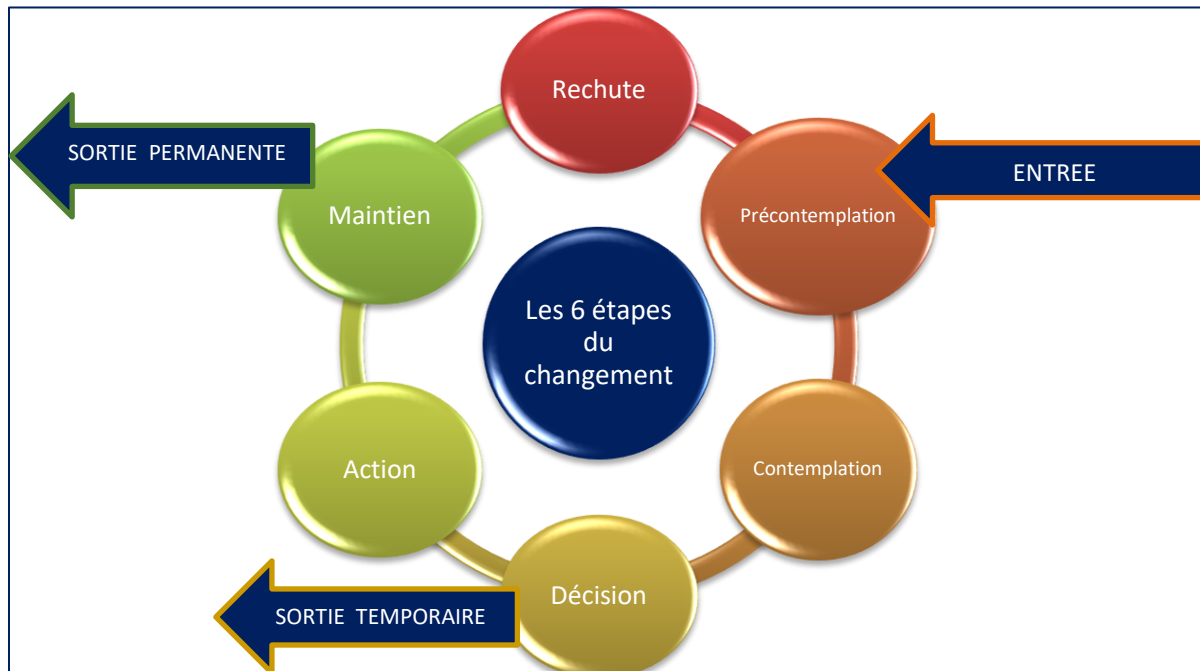 Rechute
SORTIE PERMANENTE
ENTREE
Maintien
Précontemplation
Les 6 étapes
du
changement
Action
Contemplation
Décision
SORTIE TEMPORAIRE